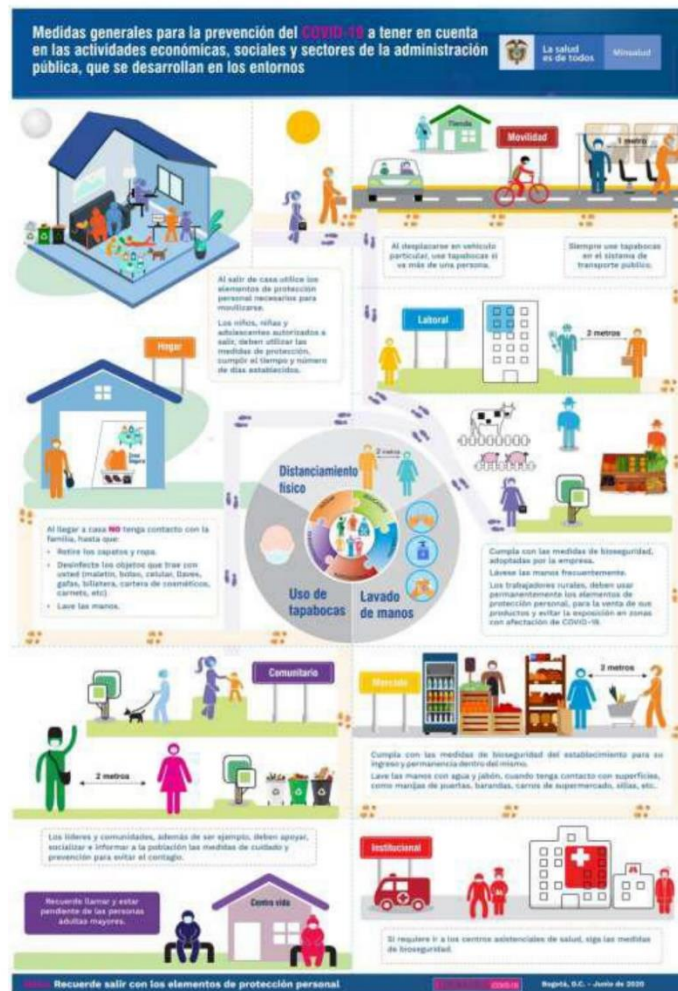 Medidas generales para la prevención del COVID-19 a tener en cuenta
en las actividades económicas, sociales y sectores de la administración
pública, que se desarrollan en los entornos
La salud
es de todos
Minsalud
Tienda
Movilidad
1 metro
Al desplazarse en vehículo
particular, use tapabocas si
va más de una persona.
Siempre use tapabocas
en el sistema de
transporte público.
Al salir de casa utilice los
elementos de protección
personal necesarios para
movilizarse.
Los niños, niñas y
adolescentes autorizados a
salir, deben utilizar las
medidas de protección,
cumplir el tiempo y número
de días establecidos.
Hogar
Laboral
2 metros
Distanciamiento
físico
2 metros
Uso de
tapabocas
Lavado
de manos
Al llegar a casa NO tenga contacto con la
familia, hasta que:
• Retire los zapatos y ropa.
• Desinfecte los objetos que trae con
usted (maletín, bolso, celular, llaves,
gafas, billetera, cartera de cosméticos,
carnets, etc).
• Lave las manos.
Cumpla con las medidas de bioseguridad,
adoptadas por la empresa.
Lávese las manos frecuentemente.
Los trabajadores rurales, deben usar
permanentemente los elementos de
protección personal, para la venta de sus
productos y evitar la exposición en zonas
con afectación de COVID-19.
Comunitario
2 metros
Mercado
2 metros
Cumpla con las medidas de bioseguridad del establecimiento para su
ingreso y permanencia dentro del mismo.
Lave las manos con agua y jabón, cuando tenga contacto con superficies,
como manijas de puertas, barandas, carros de supermercado, sillas, etc.
Los líderes y comunidades, además de ser ejemplo, deben apoyar,
socializar e informar a la población las medidas de cuidado y
prevención para evitar el contagio.
Recuerde llamar y estar
pendiente de las personas
adultas mayores.
Centro vida
Institucional
Si requiere ir a los centros asistenciales de salud, siga las medidas
de bioseguridad.
Recuerde salir con los elementos de protección personal
COVID-19
Bogotá, D.C. - Junio de 2020